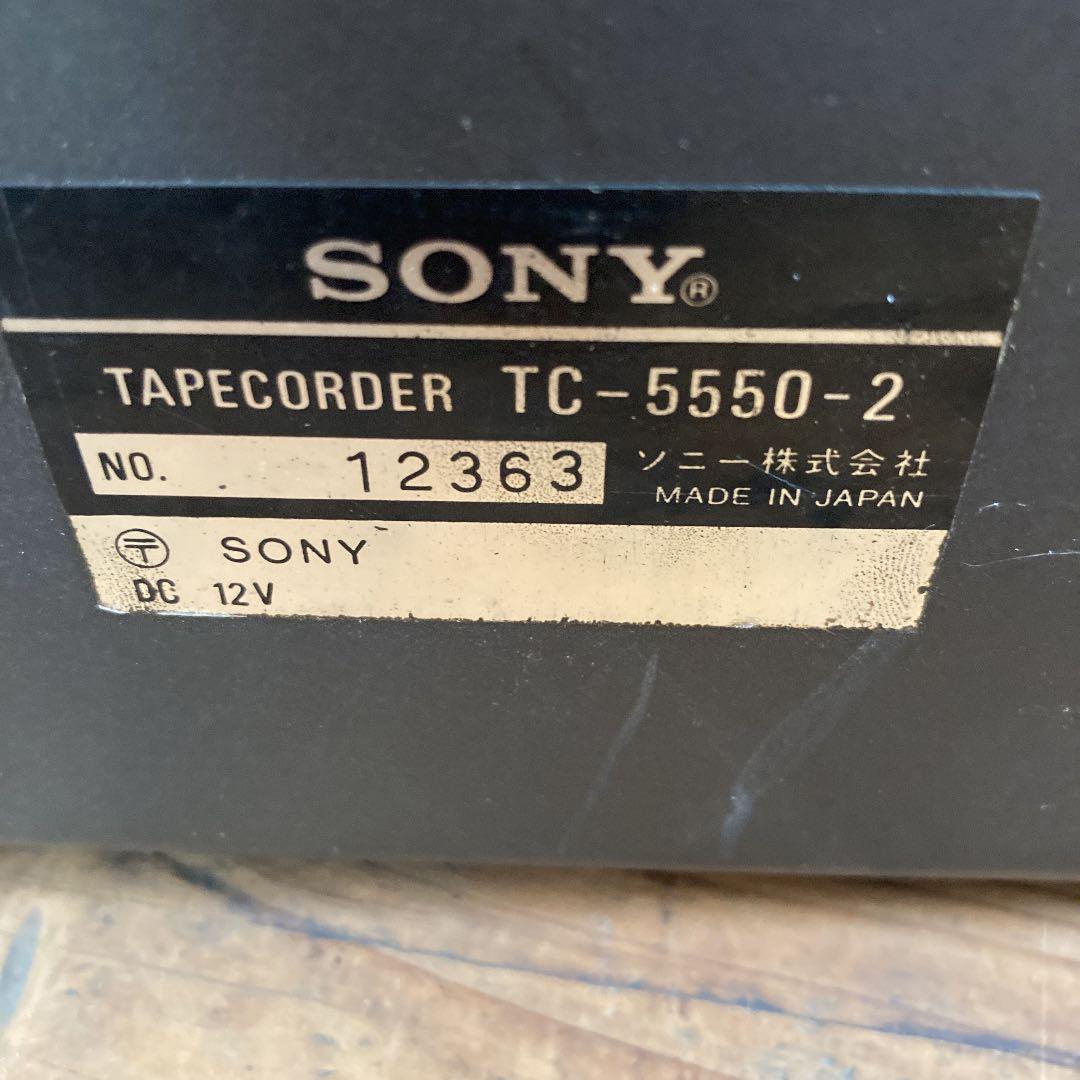 SONY®
TAPECORDER TC-5550-2
NO. 12363
ソニー株式会社
MADE IN JAPAN
〶 SONY
DC 12V